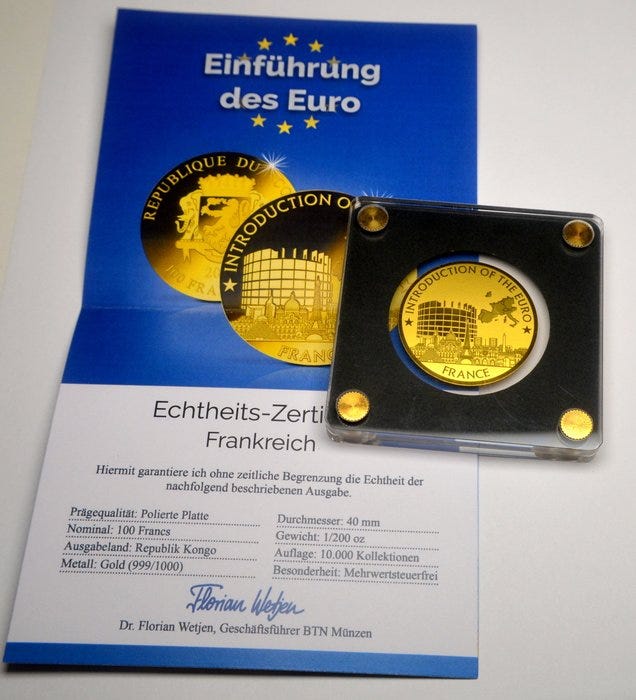 Einführung
des Euro
REPUBLIQUE DU
100 FRA
INTRODUCTION O
FRANC
INTRODUCTION OF THE EURO
FRANCE
Echtheits-Zerti
Frankreich
Hiermit garantiere ich ohne zeitliche Begrenzung die Echtheit der
nachfolgend beschriebenen Ausgabe.
Prägequalität: Polierte Platte
Nominal: 100 Francs
Ausgabeland: Republik Kongo
Metall: Gold (999/1000)
Durchmesser: 40 mm
Gewicht: 1/200 oz
Auflage: 10.000 Kollektionen
Besonderheit: Mehrwertsteuerfrei
Florian Wetjen
Dr. Florian Wetjen, Geschäftsführer BTN Münzen